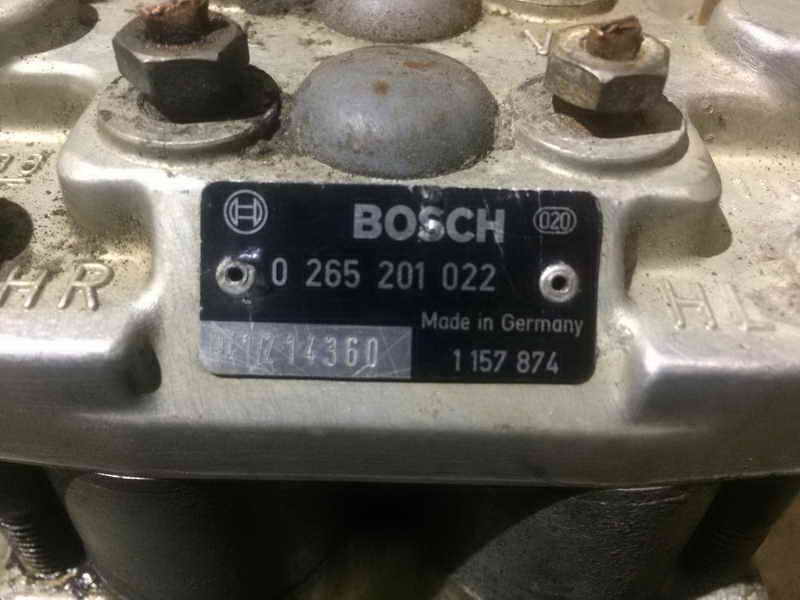 V
BOSCH
020
0 265 201 022
HR
HL
Made in Germany
14360
1 157 874